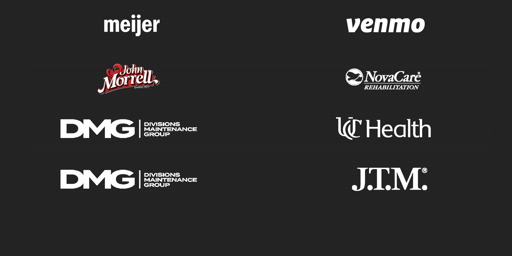 meijer
venmo
John
Morrell
NovaCare
REHABILITATION
DMG DIVISIONS
MAINTENANCE
GROUP
UC Health
DMG DIVISIONS
MAINTENANCE
GROUP
J.T.M.®